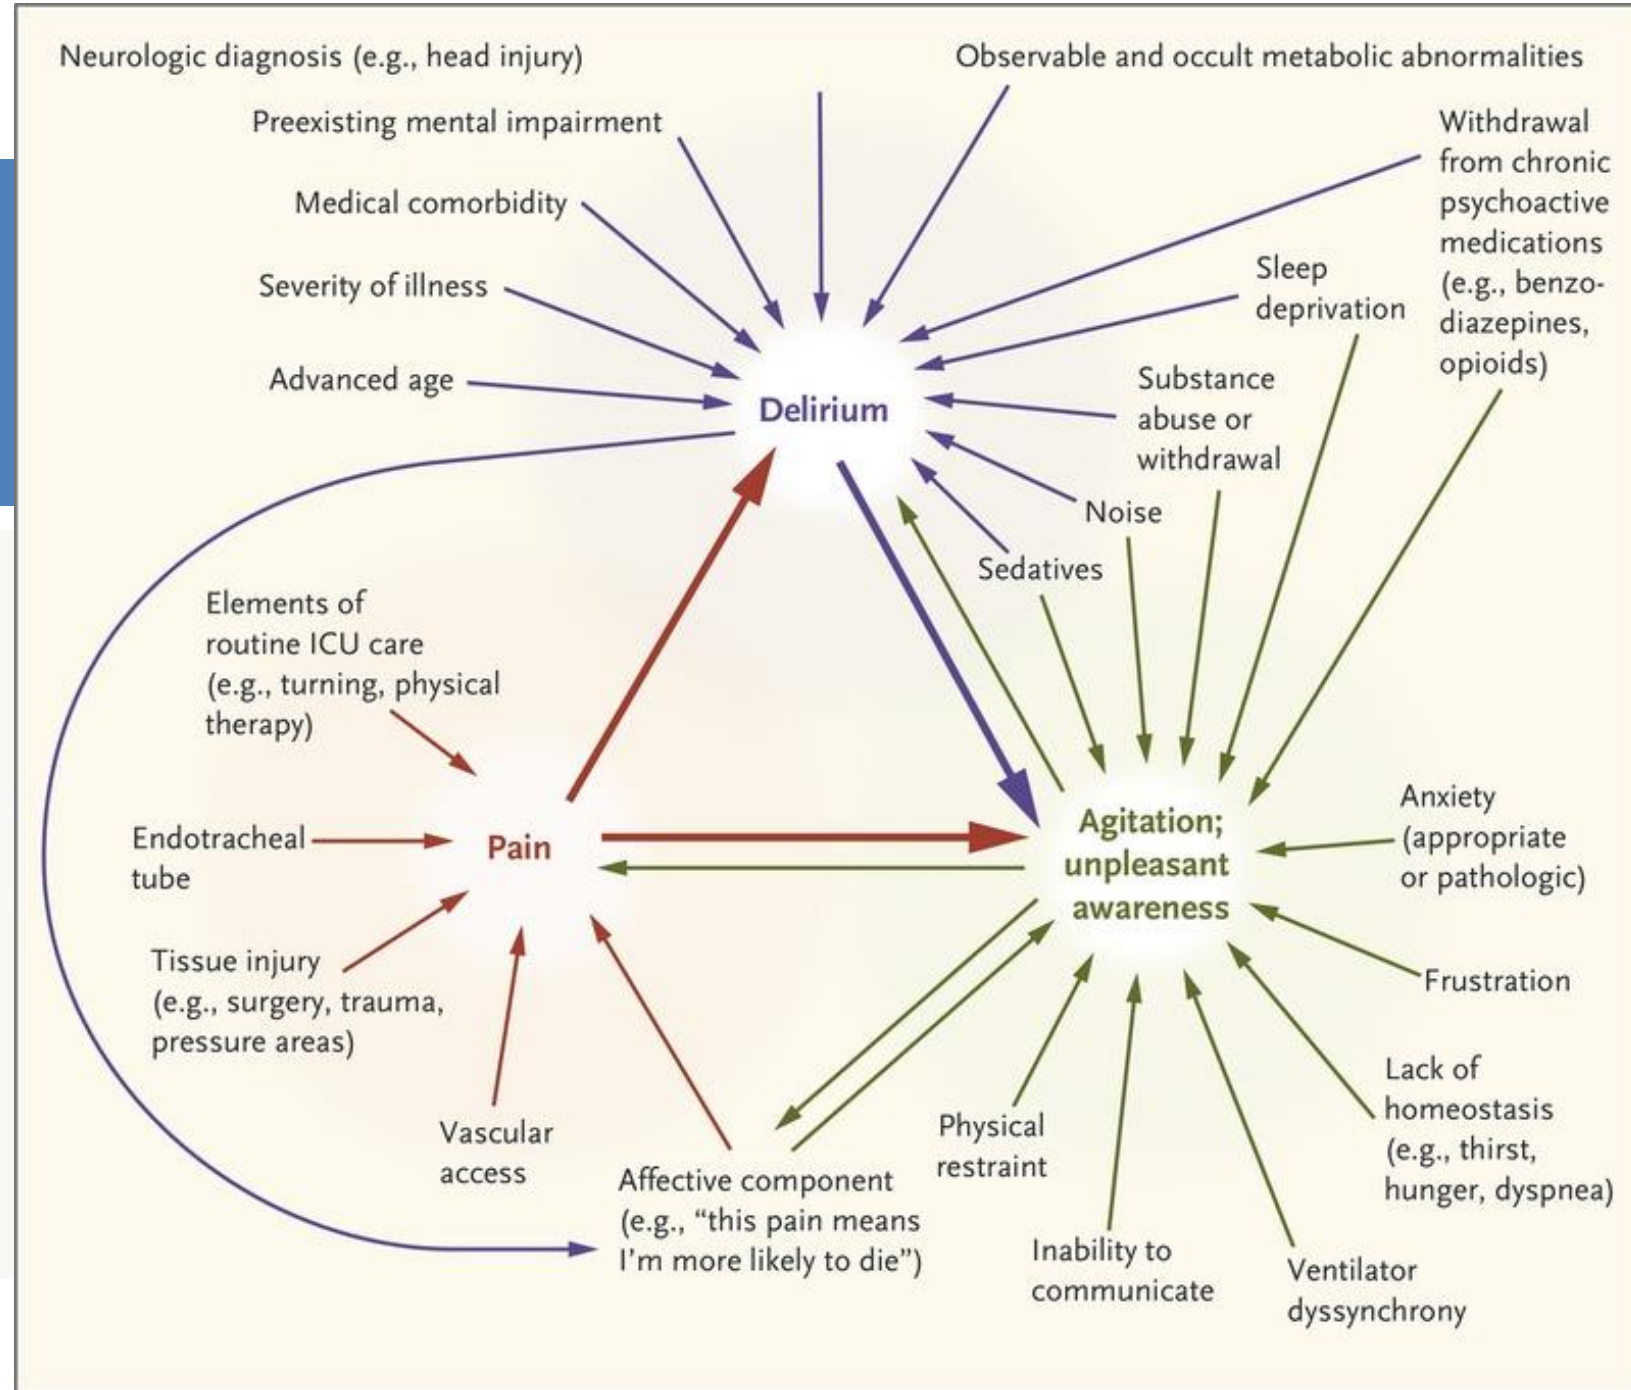 Neurologic diagnosis (e.g., head injury)
Observable and occult metabolic abnormalities
Preexisting mental impairment
Withdrawal
from chronic
psychoactive
medications
(e.g., benzo-
diazepines,
opioids)
Medical comorbidity
Sleep
deprivation
Severity of illness
Advanced age
Substance
abuse or
withdrawal
Delirium
Noise
Sedatives
Elements of
routine ICU care
(e.g., turning, physical
therapy)
Anxiety
(appropriate
or pathologic)
Agitation;
unpleasant
awareness
Endotracheal
tube
Pain
Tissue injury
(e.g., surgery, trauma,
pressure areas)
Frustration
Lack of
homeostasis
(e.g., thirst,
hunger, dyspnea)
Vascular
access
Physical
restraint
Affective component
(e.g., “this pain means
I’m more likely to die”)
Inability to
communicate
Ventilator
dyssynchrony